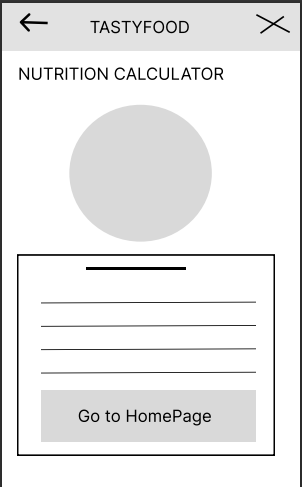 TASTYFOOD
NUTRITION CALCULATOR
Go to HomePage